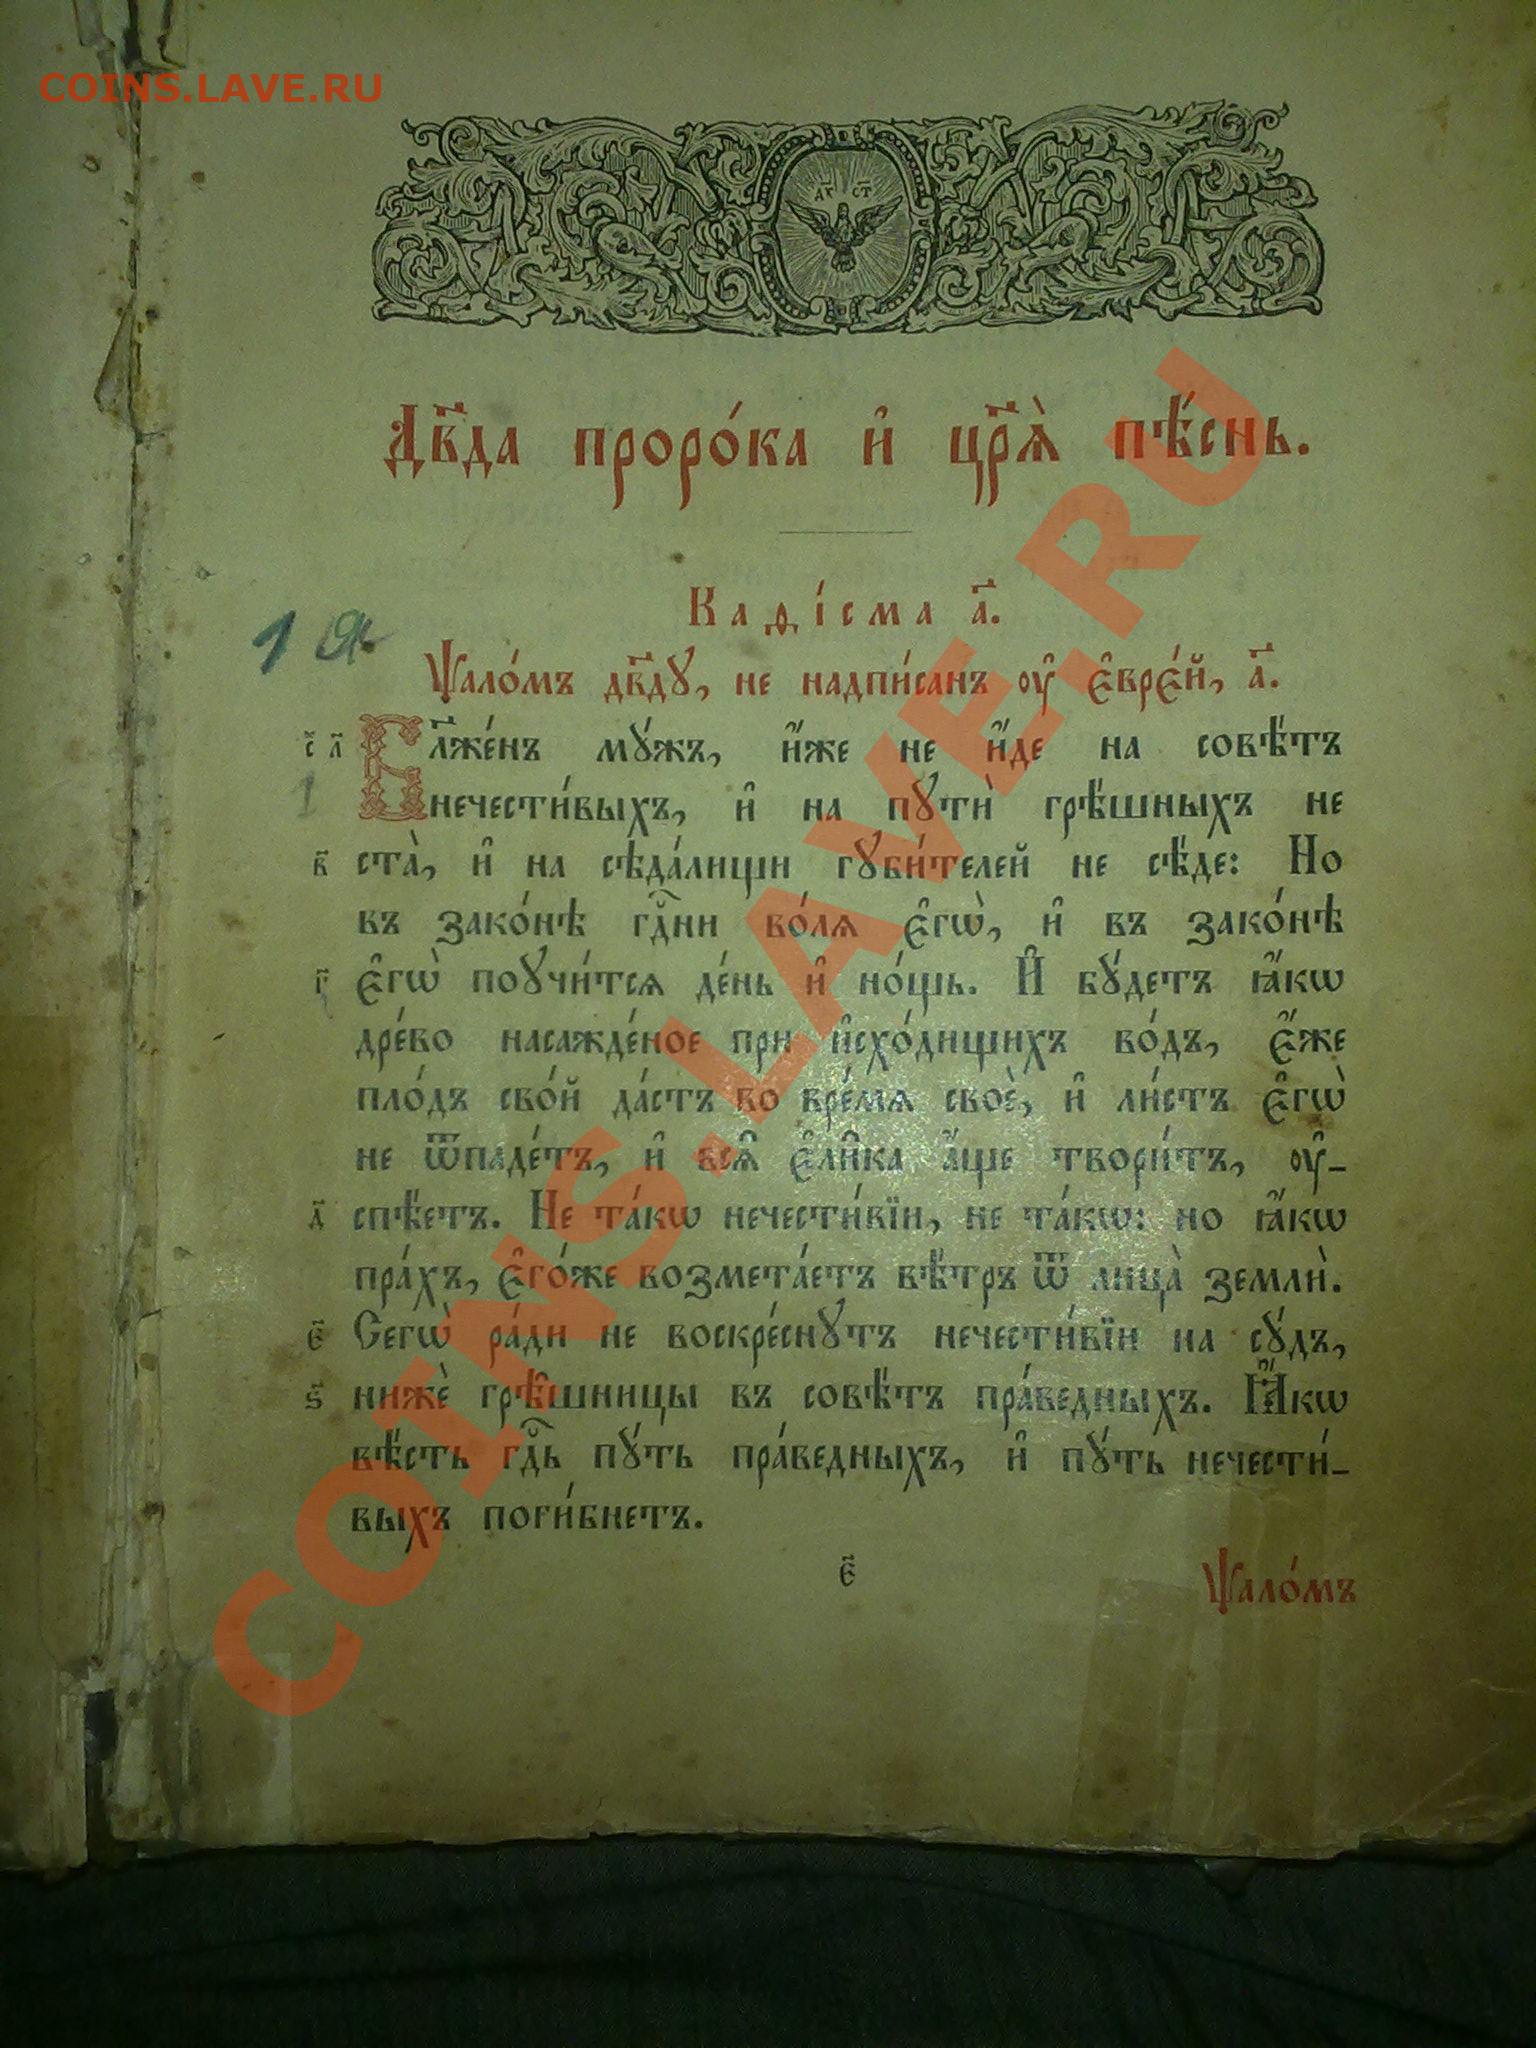 COINS.LAVE.RU
дх҃ъ ст҃
Дв҃да проро́ка и҆ цр҃ѧ̀ пѣ́снь.
Каѳі́сма а҃.
1 Я.
Ѱало́мъ дв҃ду, не надпи́санъ ѹ҆ є҆вре́й, а҃.
сл҃ Бл҃же́нъ мꙋ́жъ, и҆́же не и҆́де на совѣ́тъ
1 нечести́выхъ, и҆ на пꙋтѝ грѣ́шныхъ не
в҃ ста̀, и҆ на сѣда́лищи гꙋби́телей не сѣ́де: Но
въ зако́нѣ гдⷭ҇ни во́лѧ є҆гѡ̀, и҆ въ зако́нѣ
г҃ є҆гѡ̀ поꙋчи́тсѧ де́нь и҆ но́щь. И҆ бꙋ́детъ ꙗ҆́кѡ
дре́во насажде́ное при и҆схо́дищихъ во́дъ, є҆́же
пло́дъ сво́й да́стъ во вре́мѧ своѐ, и҆ ли́стъ є҆гѡ̀
не ѿпаде́тъ, и҆ всѧ̑ є҆ли̑ка а҆́ще твори́тъ, ѹ҆-
д҃ спѣ́етъ. Не та́кѡ нечести́вїи, не та́кѡ: но ꙗ҆́кѡ
пра́хъ, є҆го́же возмета́етъ вѣ́тръ ѿ лица̀ землѝ.
є҃ Сегѡ̀ ра́ди не воскре́снꙋтъ нечести́вїи на сꙋ́дъ,
ѕ҃ нижѐ грѣ̑шницы въ совѣ́тъ пра́ведныхъ. Ꙗ҆́кѡ
вѣ́сть гдⷭ҇ь пꙋ́ть пра́ведныхъ, и҆ пꙋ́ть нечести́-
выхъ поги́бнетъ.
є҃
Ѱало́мъ
COINS.LAVE.RU